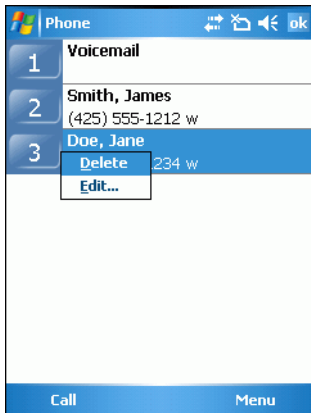 Phone
ok
1
Voicemail
2
Smith, James
(425) 555-1212 w
3
Doe, Jane
234 w
Delete
Edit...
Call
Menu